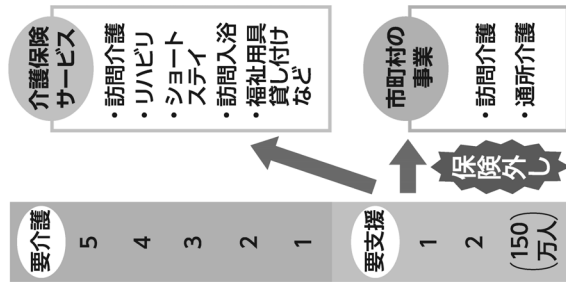 介護保険
サービス
・訪問介護
・リハビリ
・ショート
ステイ
・訪問入浴
・福祉用具
貸し付け
など
市町村の
事業
・訪問介護
・通所介護
保険
外し
要介護
5
4
3
2
1
要支援
1
2
(150
万人)